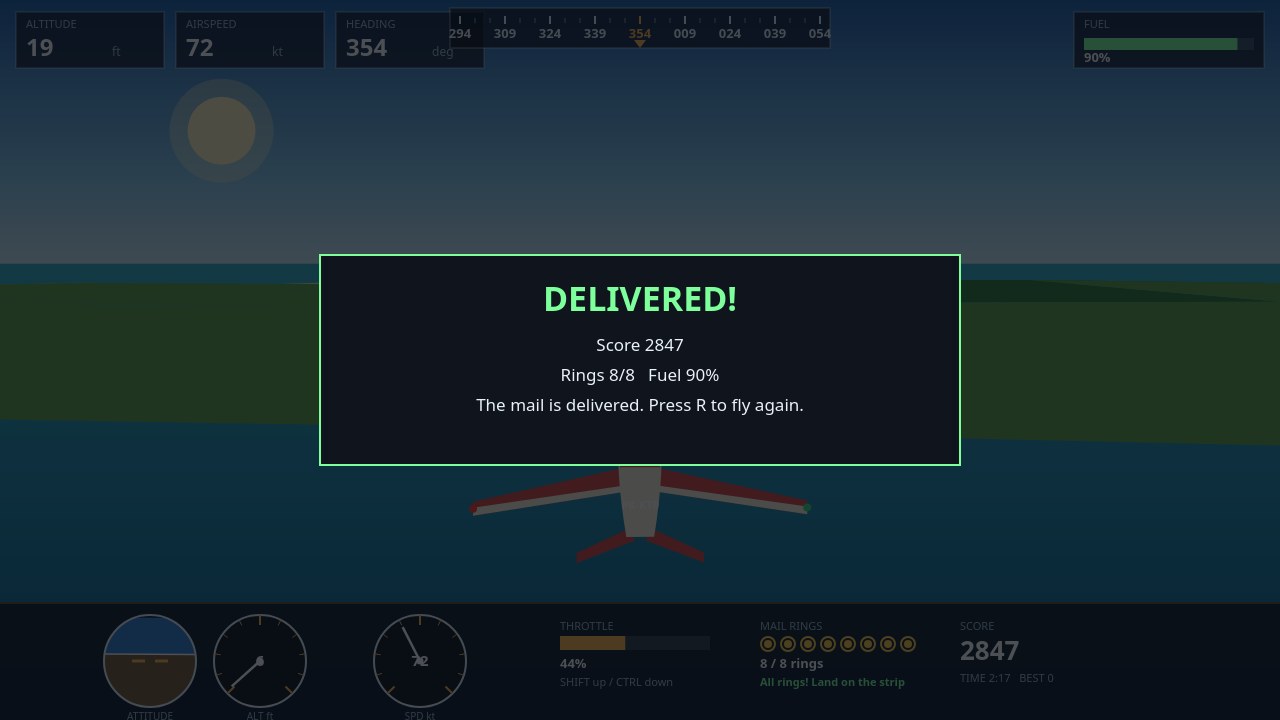 ALTITUDE
19 ft
AIRSPEED
72 kt
HEADING
354 deg
294 309 324 339 354 009 024 039 054
FUEL
90%
DELIVERED!
Score 2847
Rings 8/8 Fuel 90%
The mail is delivered. Press R to fly again.
ATTITUDE
6
ALT ft
72
SPD kt
THROTTLE
44%
SHIFT up / CTRL down
MAIL RINGS
8 / 8 rings
All rings! Land on the strip
SCORE
2847
TIME 2:17 BEST 0